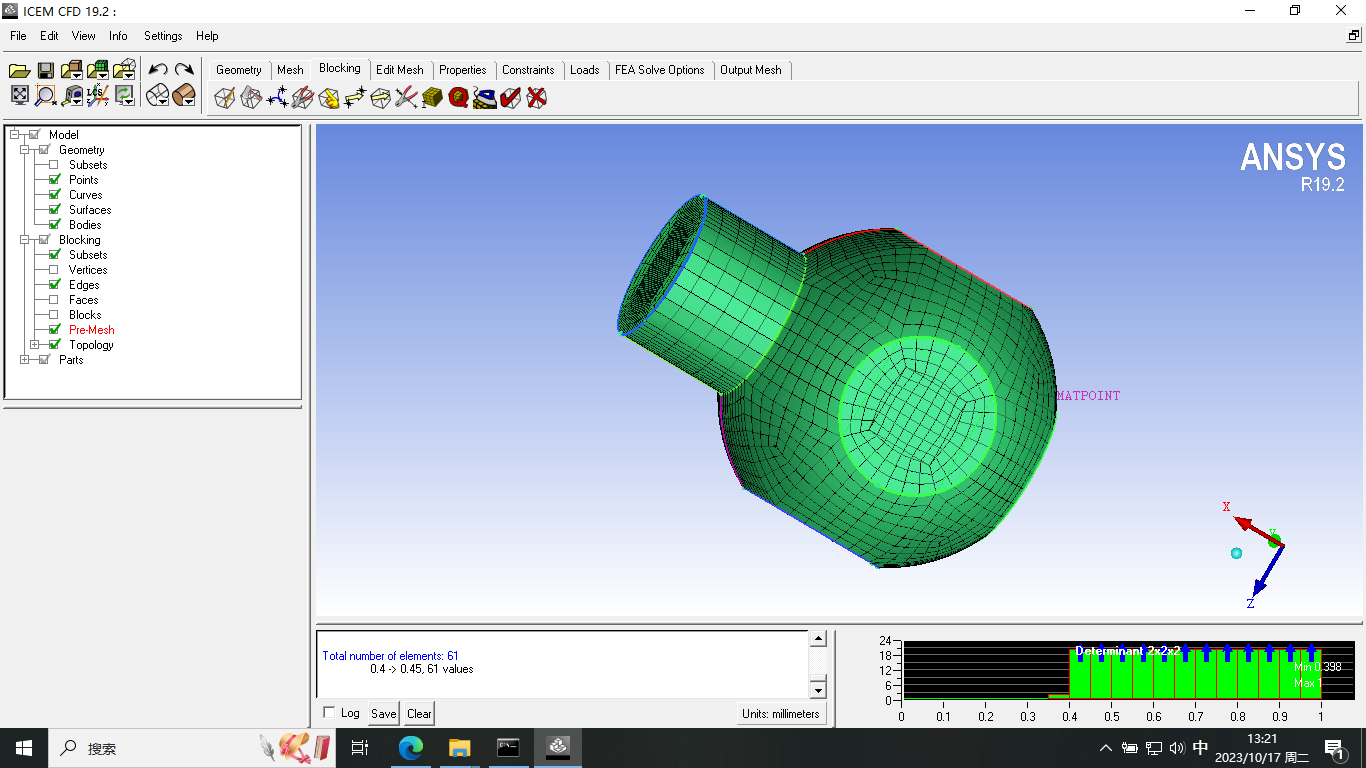 ICEM CFD 19.2 :
File Edit View Info Settings Help
Geometry Mesh Blocking Edit Mesh Properties Constraints Loads FEA Solve Options Output Mesh
Model
Geometry
Subsets
Points
Curves
Surfaces
Bodies
Blocking
Subsets
Vertices
Edges
Faces
Blocks
Pre-Mesh
Topology
Parts
ANSYS
R19.2
MATPOINT
X
Y
Z
Total number of elements: 61
0.4 -> 0.45, 61 values
Log Save Clear
Units: millimeters
24
18
12
6
0
Determinant 2x2x2
Min 0.398
Max 1
0 0.1 0.2 0.3 0.4 0.5 0.6 0.7 0.8 0.9 1
搜索
中
13:21
2023/10/17 周二
1